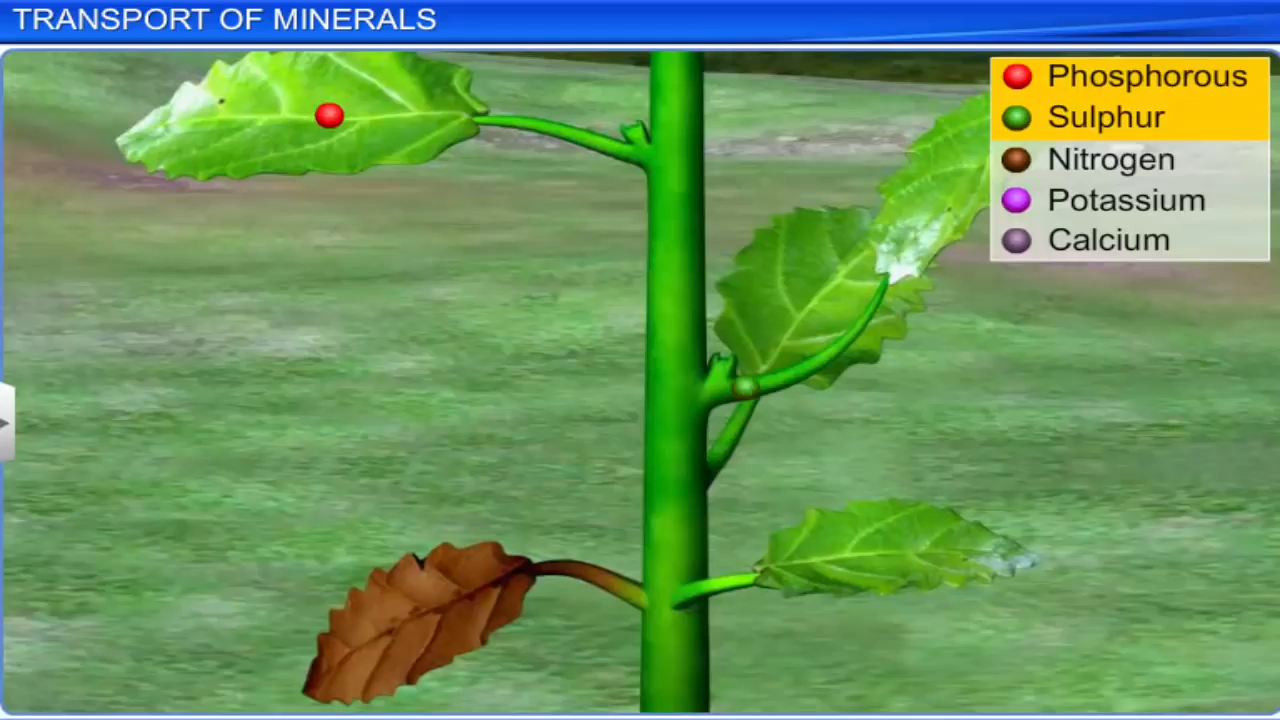 TRANSPORT OF MINERALS
Phosphorous
Sulphur
Nitrogen
Potassium
Calcium